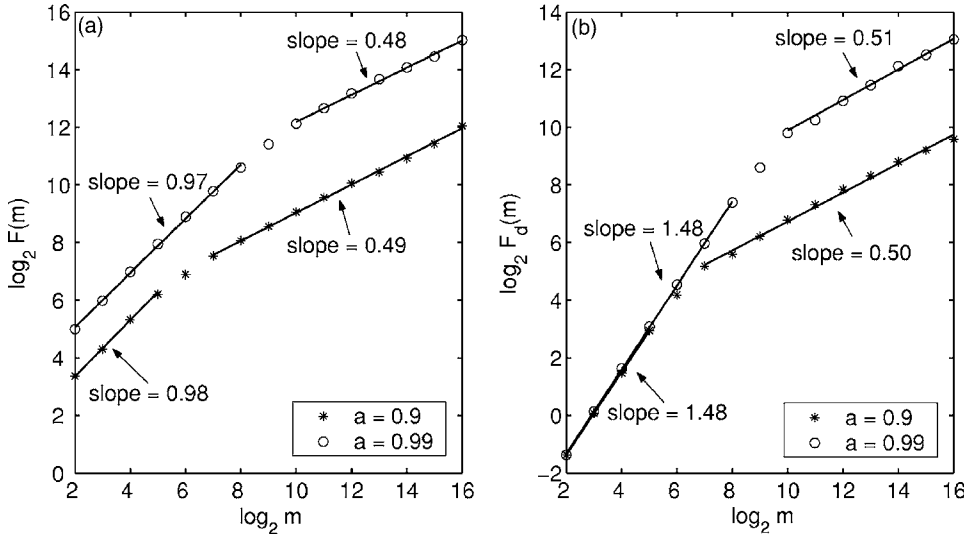 (a)
slope = 0.48
slope = 0.97
slope = 0.49
slope = 0.98
* a = 0.9
○ a = 0.99
16
14
12
10
8
6
4
2
0
2 4 6 8 10 12 14 16
log₂ F(m)
log₂ m
(b)
slope = 0.51
slope = 1.48
slope = 0.50
slope = 1.48
* a = 0.9
○ a = 0.99
16
14
12
10
8
6
4
2
0
−2
2 4 6 8 10 12 14 16
log₂ F_d(m)
log₂ m